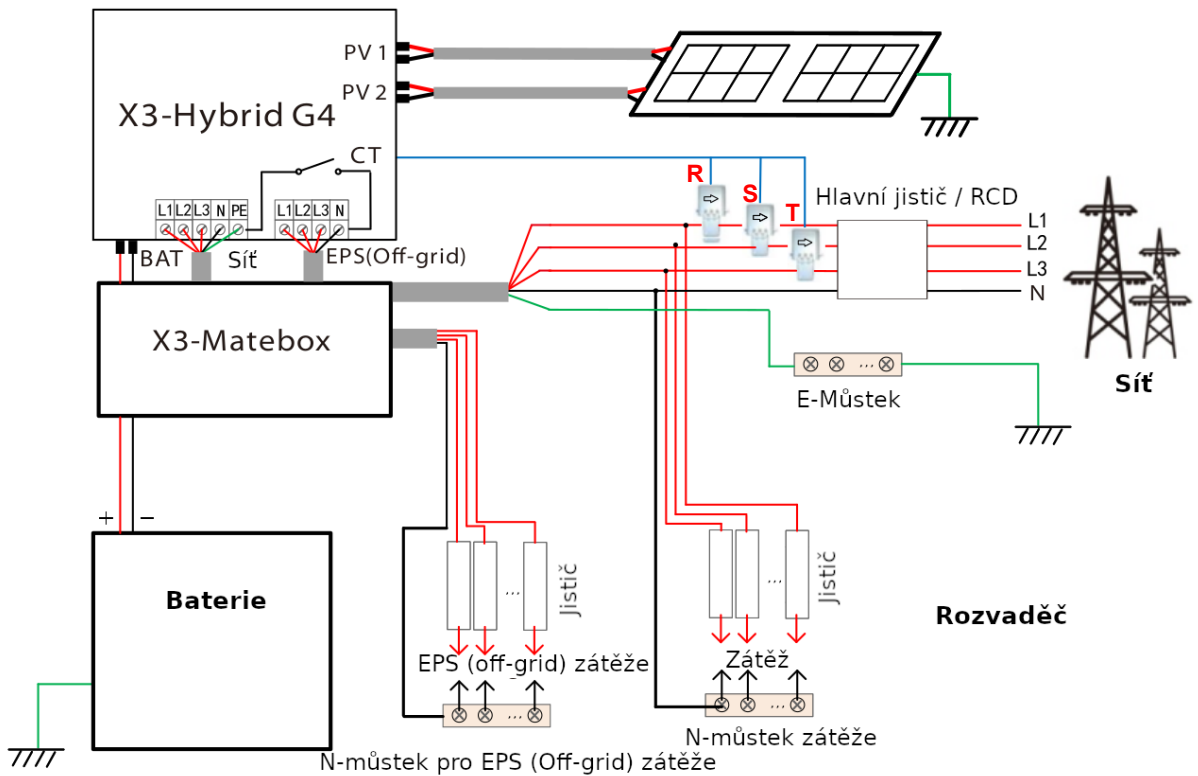 PV 1
PV 2
X3-Hybrid G4
CT
R
S
T
Hlavní jistič / RCD
L1 L2 L3 N PE
L1 L2 L3 N
L1
L2
L3
N
BAT
Síť
EPS(Off-grid)
X3-Matebox
Síť
E-Můstek
+ −
Baterie
...
Jistič
...
Jistič
Rozvaděč
EPS (off-grid) zátěže
Zátěž
...
...
...
N-můstek zátěže
N-můstek pro EPS (Off-grid) zátěže